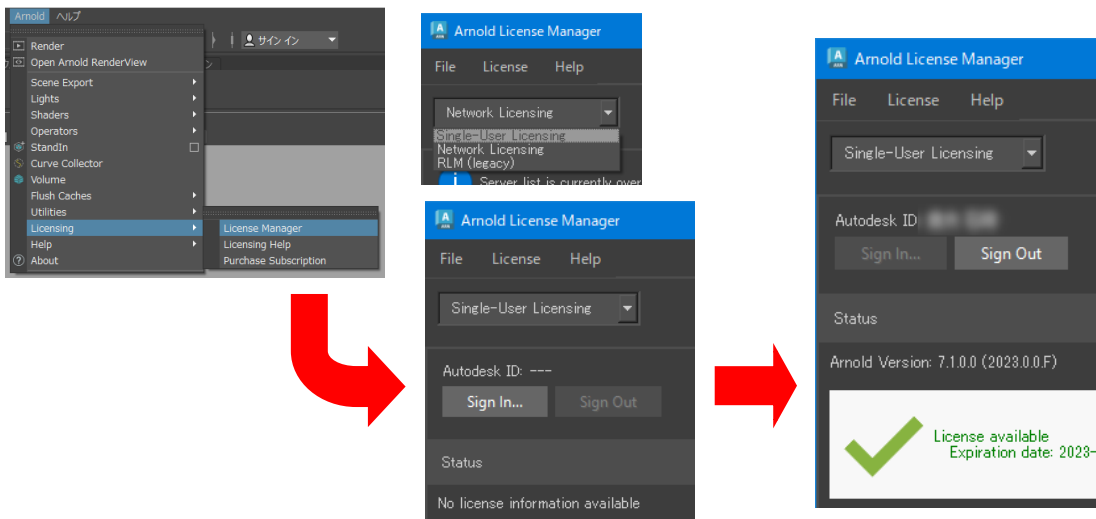 Arnold ヘルプ
サインイン
Render
Open Arnold RenderView
Scene Export
Lights
Shaders
Operators
StandIn
Curve Collector
Volume
Flush Caches
Utilities
Licensing
Help
About
License Manager
Licensing Help
Purchase Subscription
Arnold License Manager
File License Help
Network Licensing
Single-User Licensing
Network Licensing
RLM (legacy)
Server list is currently over
Arnold License Manager
File License Help
Single-User Licensing
Autodesk ID: ---
Sign In... Sign Out
Status
No license information available
Arnold License Manager
File License Help
Single-User Licensing
Autodesk ID
Sign In... Sign Out
Status
Arnold Version: 7.1.0.0 (2023.0.0.F)
License available
Expiration date: 2023-